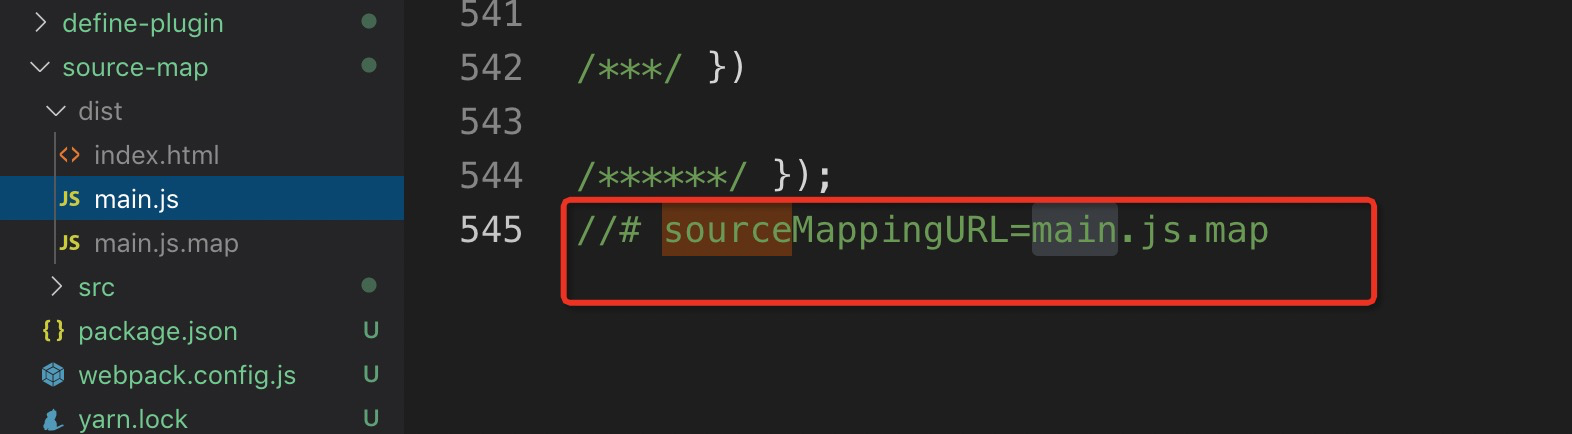 define-plugin
source-map
dist
index.html
JS main.js
JS main.js.map
src
{} package.json U
webpack.config.js U
yarn.lock U
541
542 /***/ })
543
544 /******/ });
545 //# sourceMappingURL=main.js.map